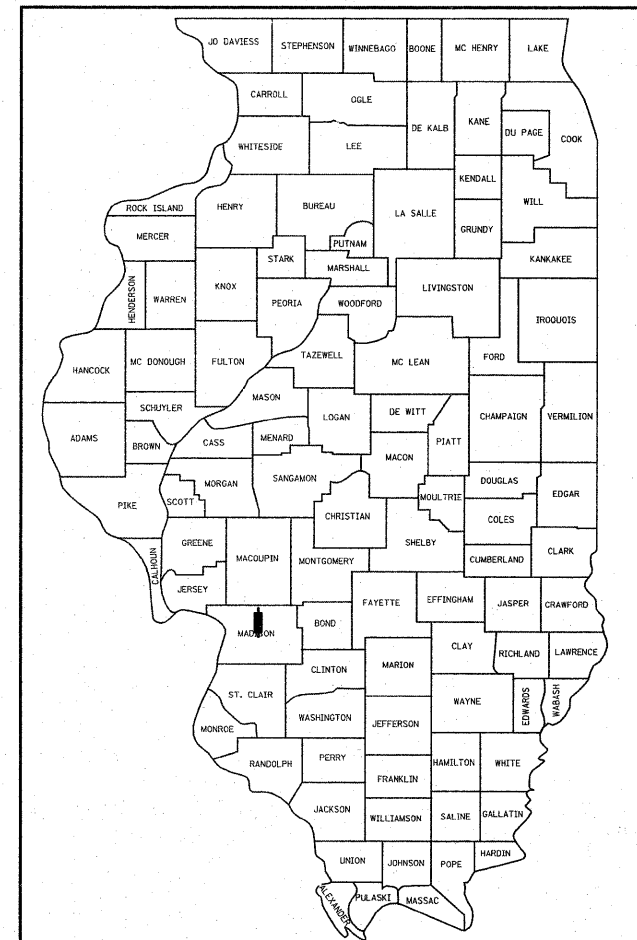 JO DAVIESS
STEPHENSON
WINNEBAGO
BOONE
MC HENRY
LAKE
CARROLL
OGLE
DE KALB
KANE
DU PAGE
COOK
WHITESIDE
LEE
KENDALL
WILL
ROCK ISLAND
HENRY
BUREAU
LA SALLE
GRUNDY
MERCER
PUTNAM
KANKAKEE
HENDERSON
WARREN
KNOX
STARK
MARSHALL
LIVINGSTON
PEORIA
WOODFORD
IROQUOIS
HANCOCK
MC DONOUGH
FULTON
TAZEWELL
MC LEAN
FORD
SCHUYLER
MASON
LOGAN
DE WITT
CHAMPAIGN
VERMILION
ADAMS
BROWN
CASS
MENARD
PIATT
MACON
PIKE
SCOTT
MORGAN
SANGAMON
MOULTRIE
DOUGLAS
EDGAR
CHRISTIAN
COLES
CALHOUN
GREENE
MACOUPIN
MONTGOMERY
SHELBY
CUMBERLAND
CLARK
JERSEY
FAYETTE
EFFINGHAM
JASPER
CRAWFORD
MADISON
BOND
CLAY
RICHLAND
LAWRENCE
CLINTON
MARION
ST. CLAIR
WAYNE
EDWARDS
WABASH
WASHINGTON
JEFFERSON
MONROE
RANDOLPH
PERRY
HAMILTON
WHITE
FRANKLIN
JACKSON
WILLIAMSON
SALINE
GALLATIN
UNION
JOHNSON
POPE
HARDIN
ALEXANDER
PULASKI
MASSAC